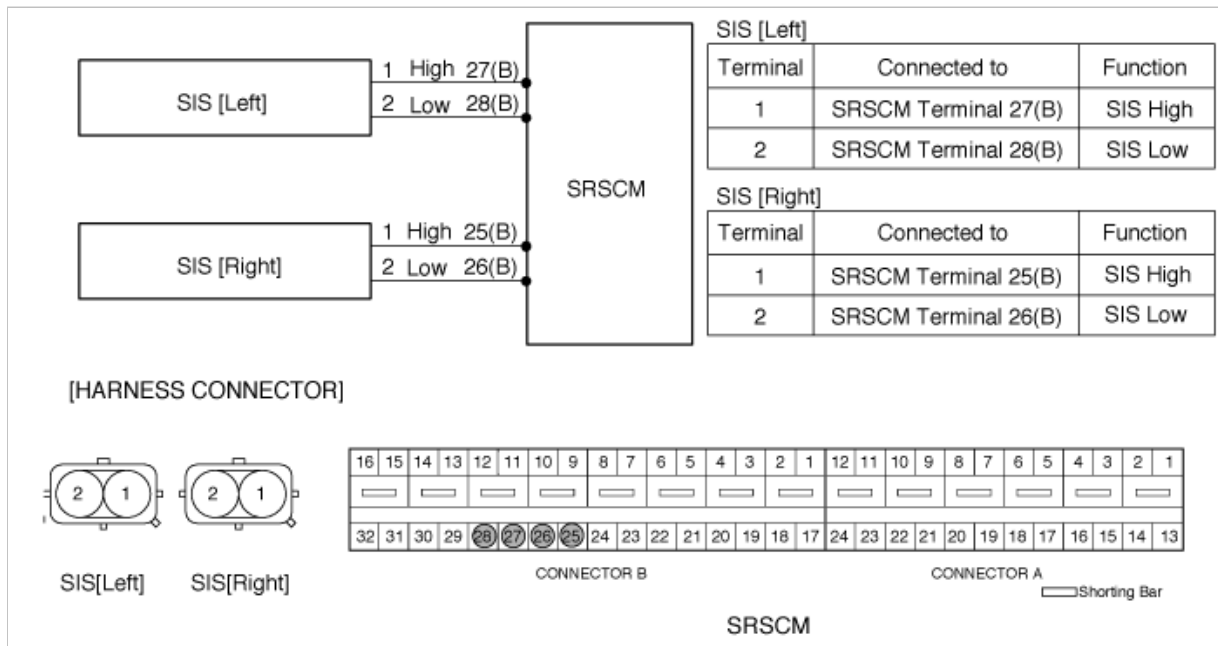 SIS [Left]
1 High 27(B)
2 Low 28(B)
SIS [Right]
1 High 25(B)
2 Low 26(B)
SRSCM
SIS [Left]
Terminal Connected to Function
1 SRSCM Terminal 27(B) SIS High
2 SRSCM Terminal 28(B) SIS Low
SIS [Right]
Terminal Connected to Function
1 SRSCM Terminal 25(B) SIS High
2 SRSCM Terminal 26(B) SIS Low
[HARNESS CONNECTOR]
2 1
SIS[Left]
2 1
SIS[Right]
16 15 14 13 12 11 10 9 8 7 6 5 4 3 2 1 12 11 10 9 8 7 6 5 4 3 2 1
32 31 30 29 28 27 26 25 24 23 22 21 20 19 18 17 24 23 22 21 20 19 18 17 16 15 14 13
CONNECTOR B CONNECTOR A
Shorting Bar
SRSCM